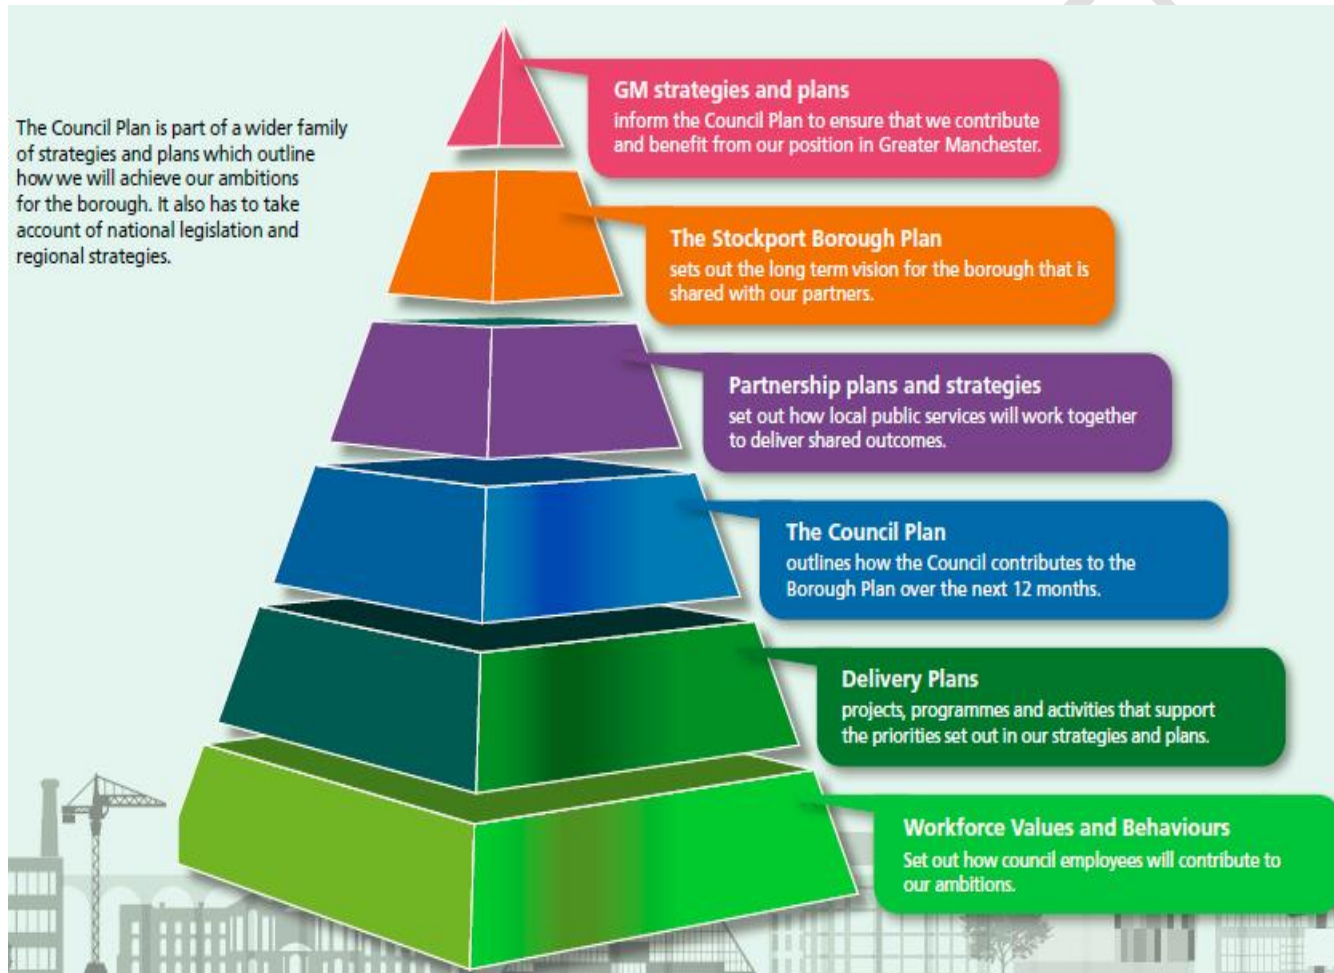 The Council Plan is part of a wider family
of strategies and plans which outline
how we will achieve our ambitions
for the borough. It also has to take
account of national legislation and
regional strategies.
GM strategies and plans
inform the Council Plan to ensure that we contribute
and benefit from our position in Greater Manchester.
The Stockport Borough Plan
sets out the long term vision for the borough that is
shared with our partners.
Partnership plans and strategies
set out how local public services will work together
to deliver shared outcomes.
The Council Plan
outlines how the Council contributes to the
Borough Plan over the next 12 months.
Delivery Plans
projects, programmes and activities that support
the priorities set out in our strategies and plans.
Workforce Values and Behaviours
Set out how council employees will contribute to
our ambitions.